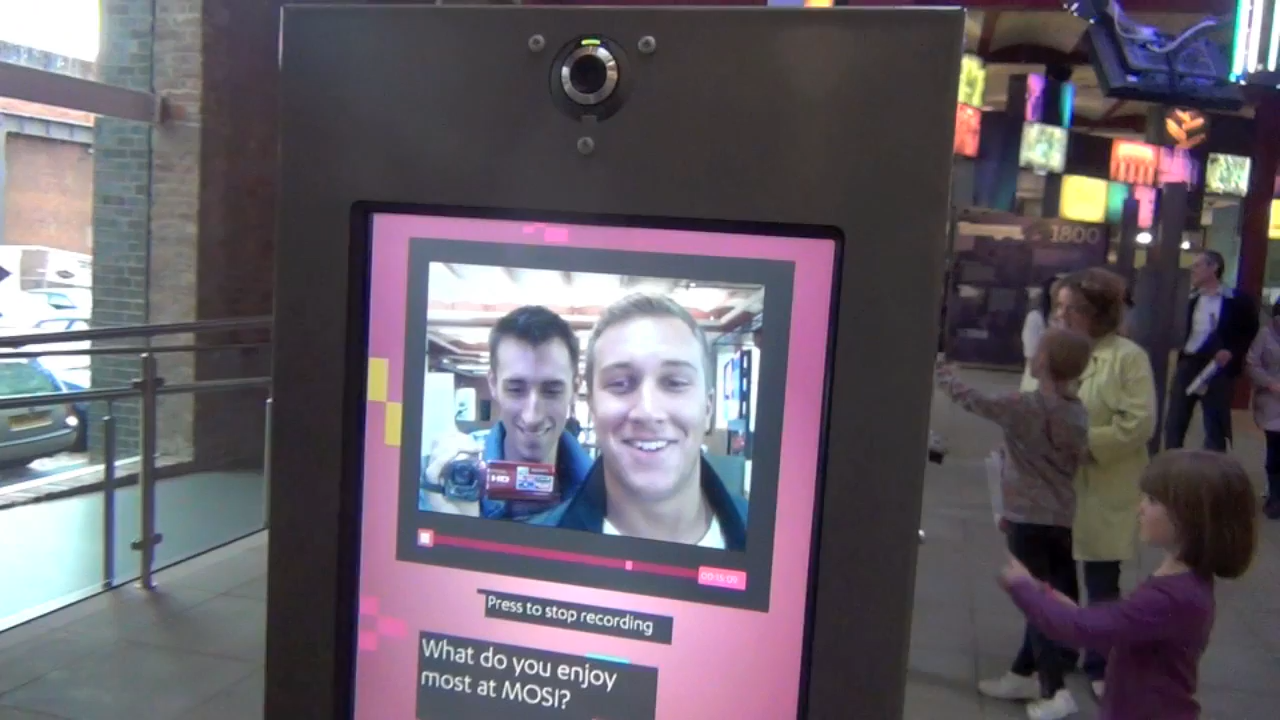 1800
HD
00:15:09
Press to stop recording
What do you enjoy
most at MOSI?